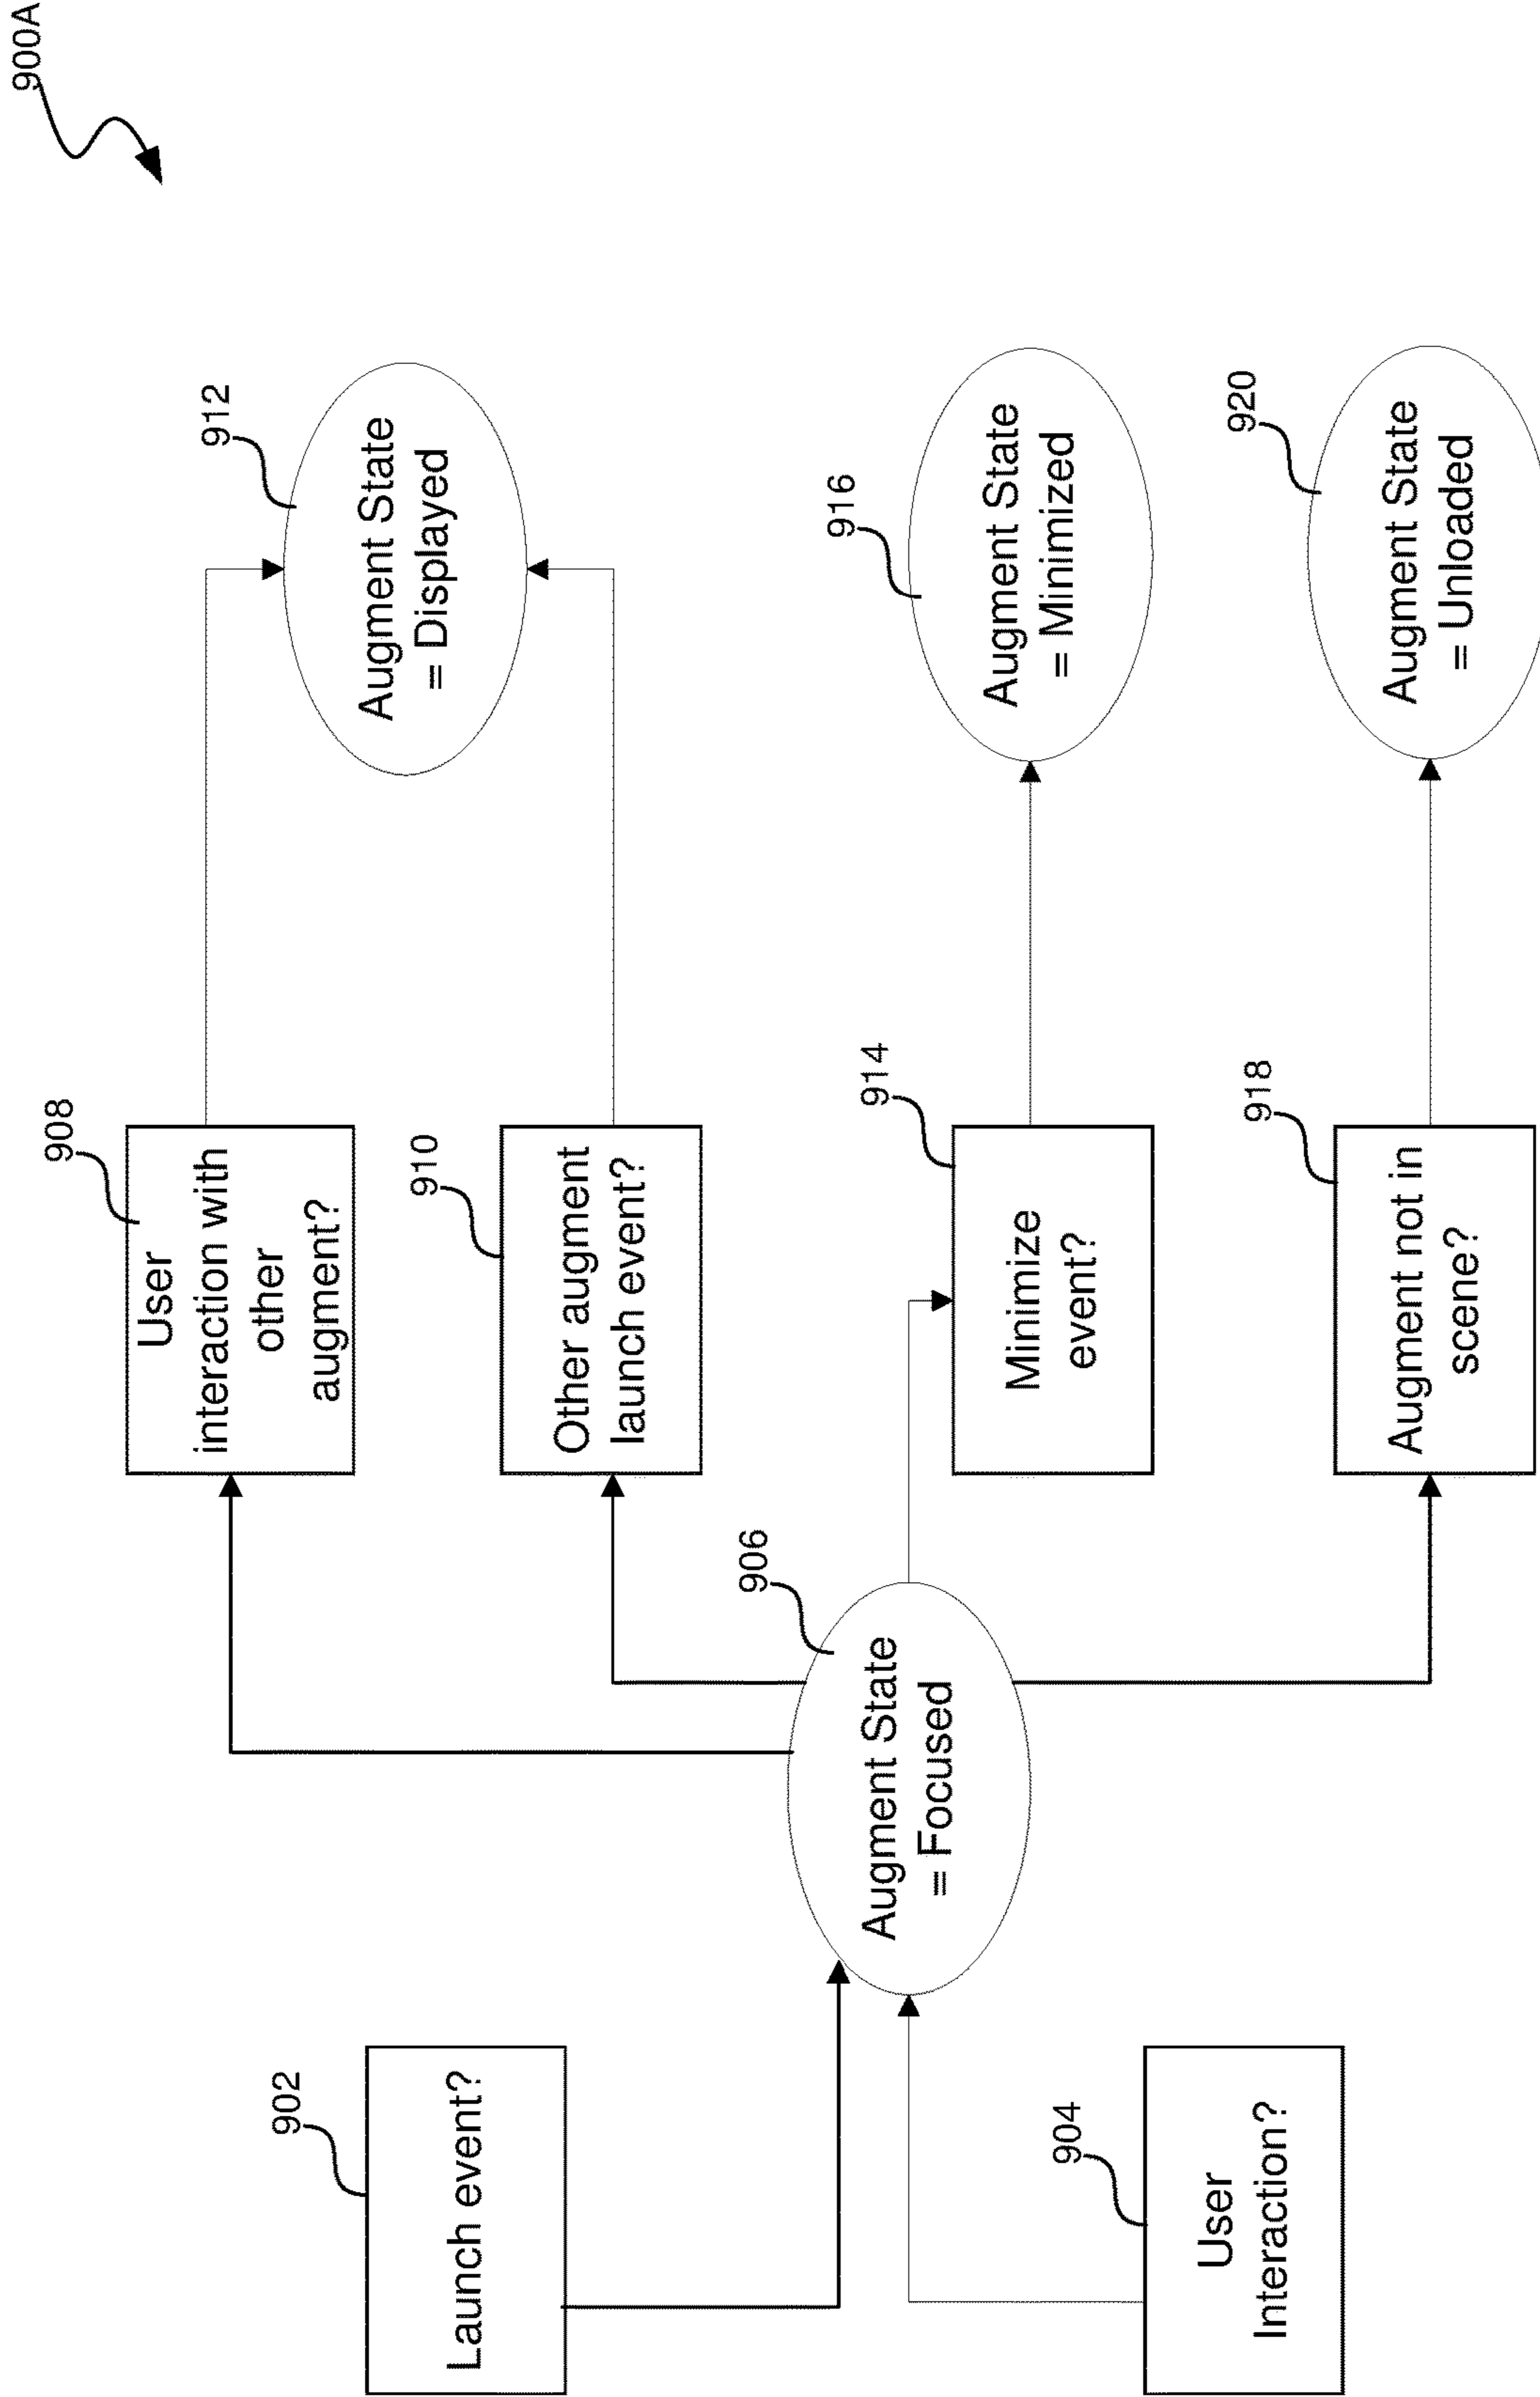 900A
902
Launch event?
904
User
Interaction?
906
Augment State
= Focused
908
User
interaction with
other
augment?
910
Other augment
launch event?
912
Augment State
= Displayed
914
Minimize
event?
916
Augment State
= Minimized
918
Augment not in
scene?
920
Augment State
= Unloaded